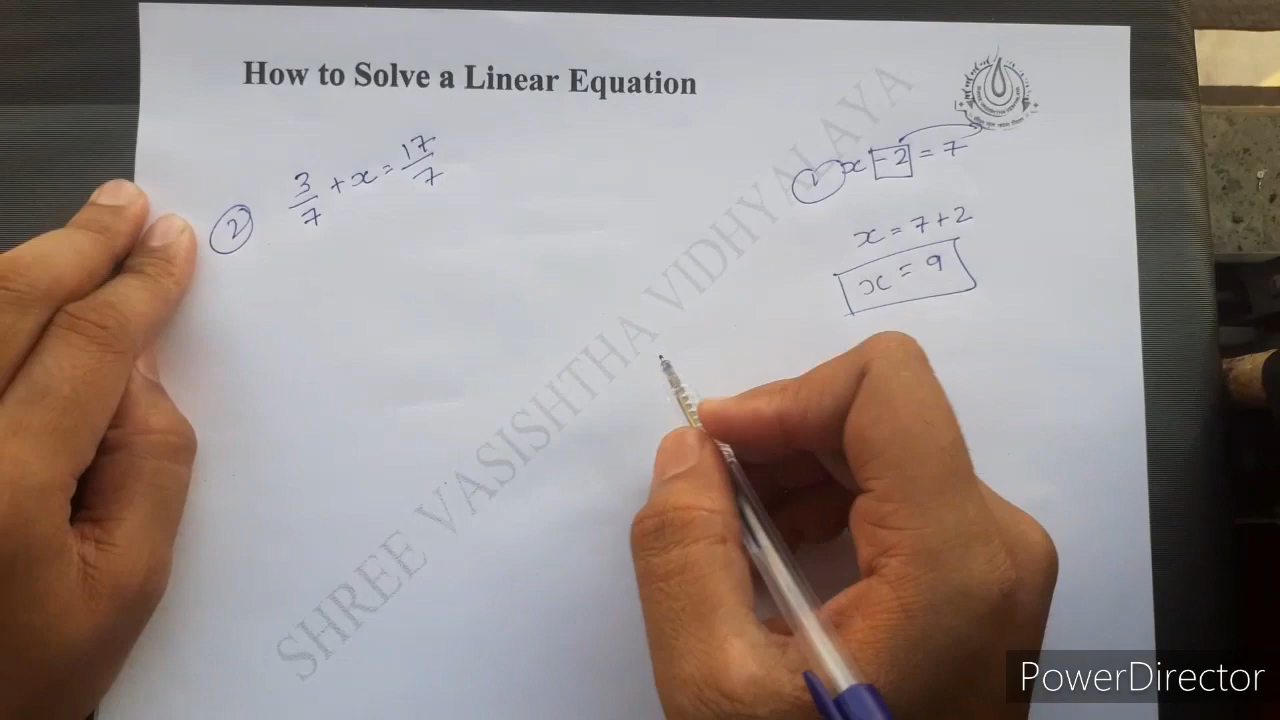 How to Solve a Linear Equation
② 3/7 + x = 17/7
① x - 2 = 7
x = 7 + 2
x = 9
SHREE VASISHTHA VIDHYALAYA
PowerDirector